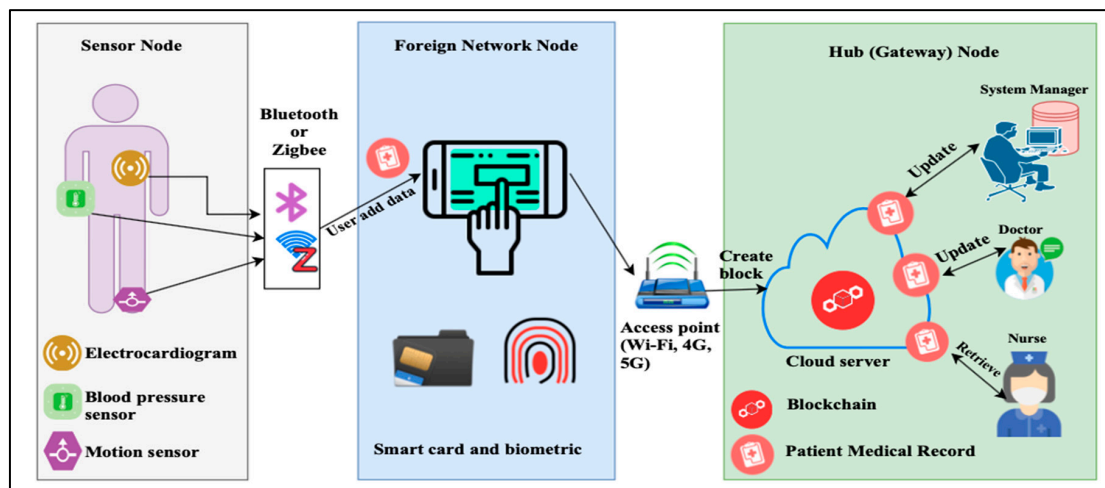 Sensor Node
Bluetooth
or
Zigbee
Electrocardiogram
Blood pressure
sensor
Motion sensor
User add data
Foreign Network Node
Smart card and biometric
Access point
(Wi-Fi, 4G,
5G)
Create
block
Hub (Gateway) Node
System Manager
Update
Doctor
Update
Nurse
Retrieve
Cloud server
Blockchain
Patient Medical Record